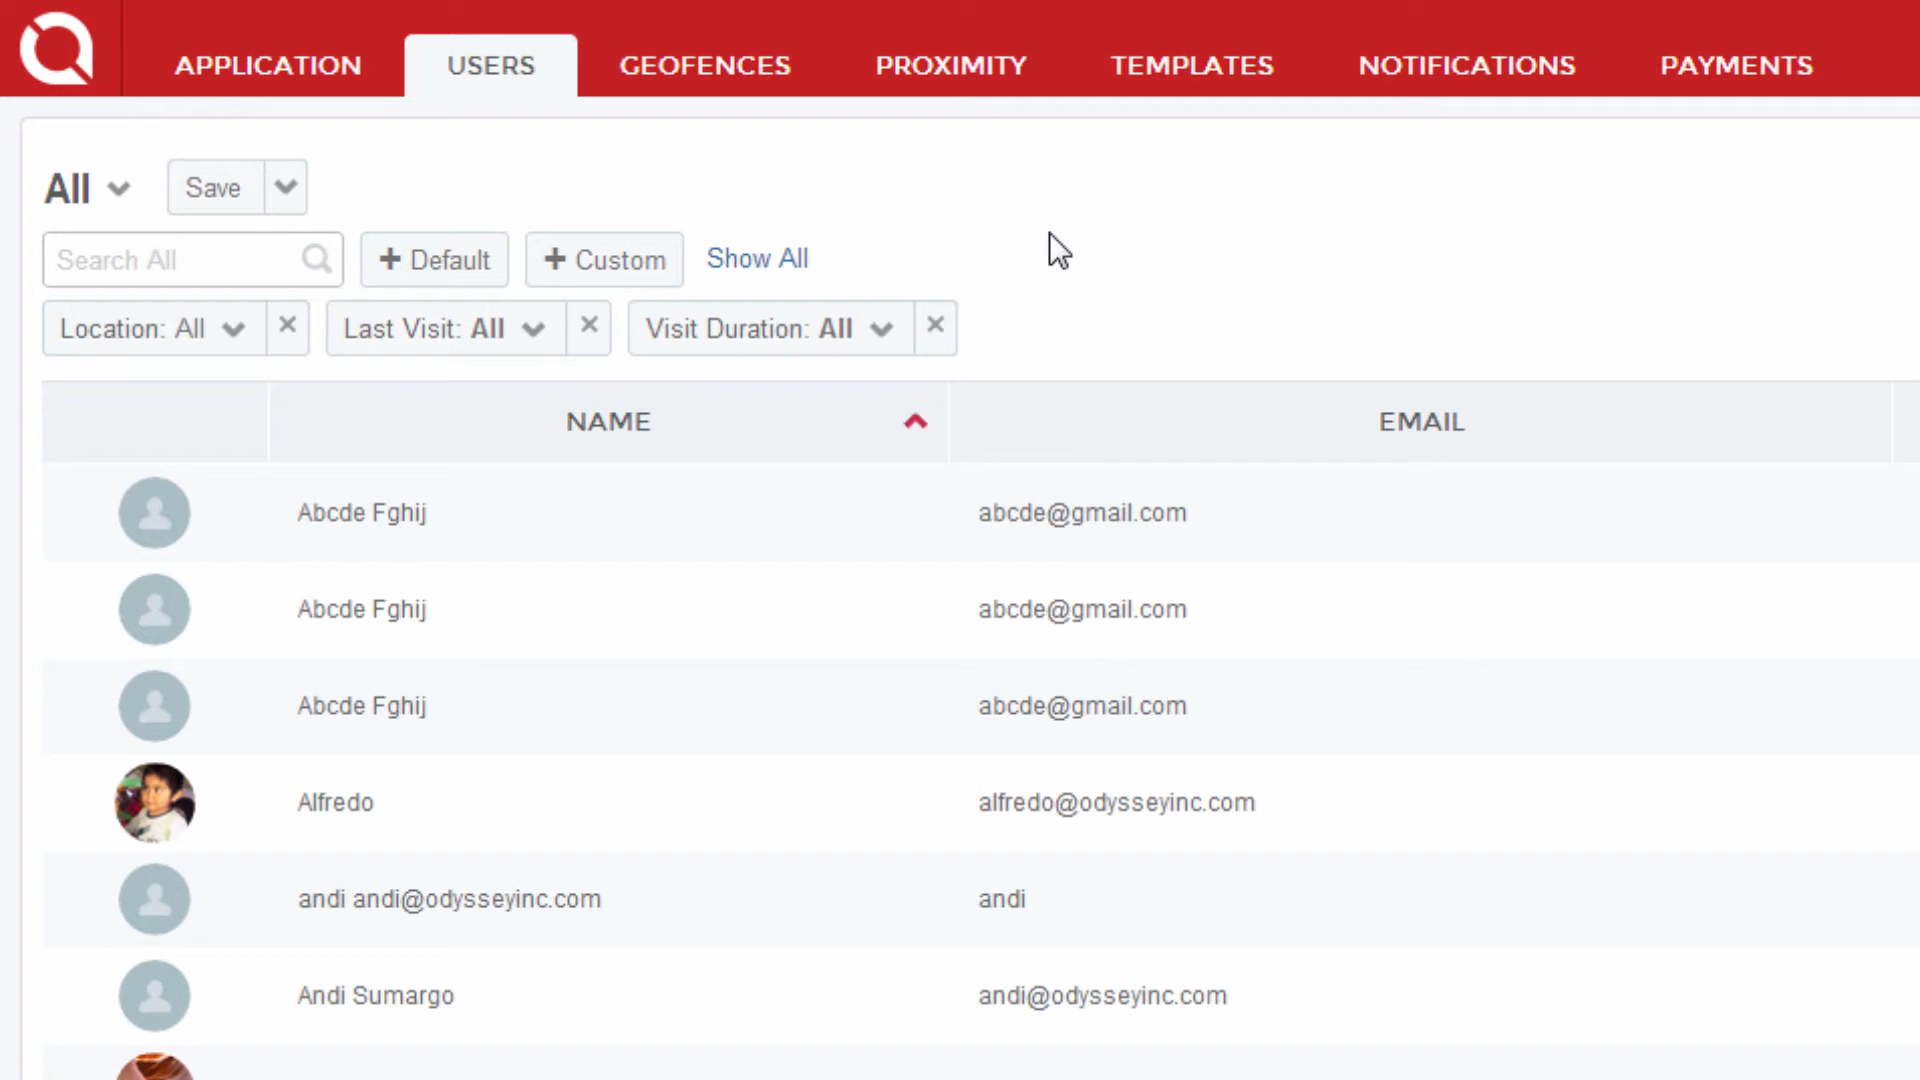 APPLICATION USERS GEOFENCES PROXIMITY TEMPLATES NOTIFICATIONS PAYMENTS
All Save
Search All + Default + Custom Show All
Location: All Last Visit: All Visit Duration: All
NAME EMAIL
Abcde Fghij abcde@gmail.com
Abcde Fghij abcde@gmail.com
Abcde Fghij abcde@gmail.com
Alfredo alfredo@odysseyinc.com
andi andi@odysseyinc.com andi
Andi Sumargo andi@odysseyinc.com